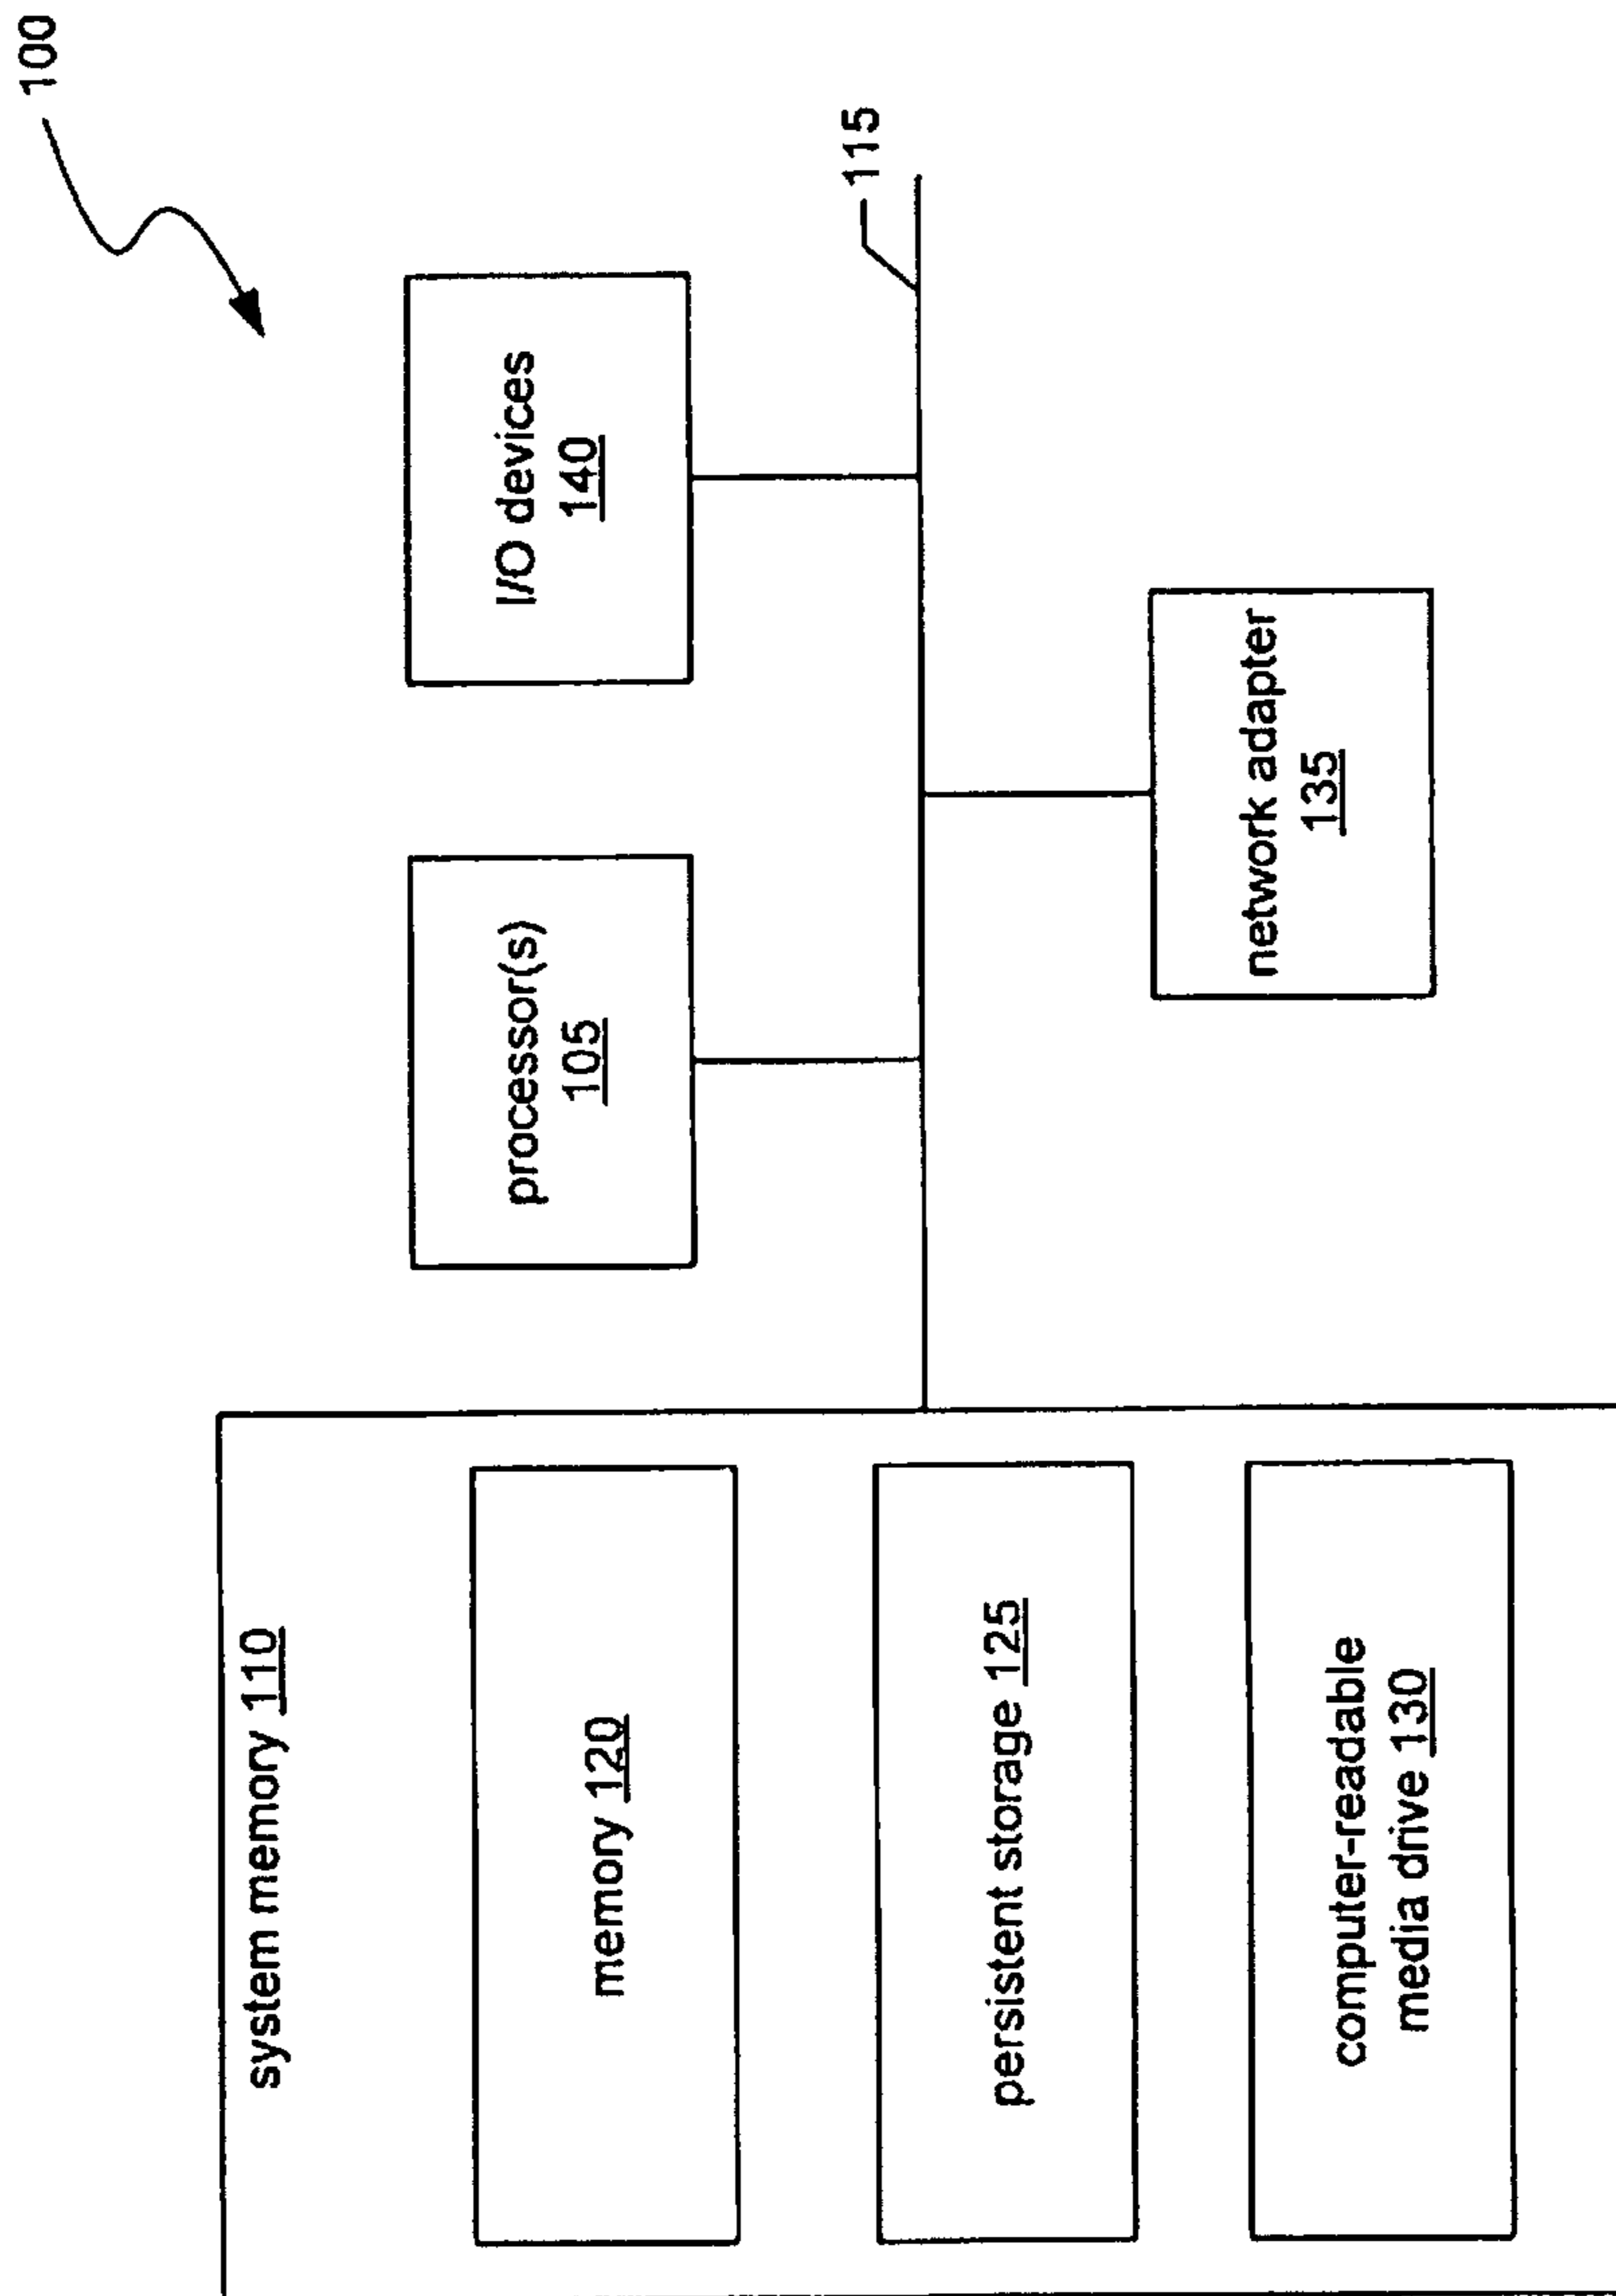 100
system memory 110
memory 120
persistent storage 125
computer-readable
media drive 130
processor(s)
105
I/O devices
140
115
network adapter
135